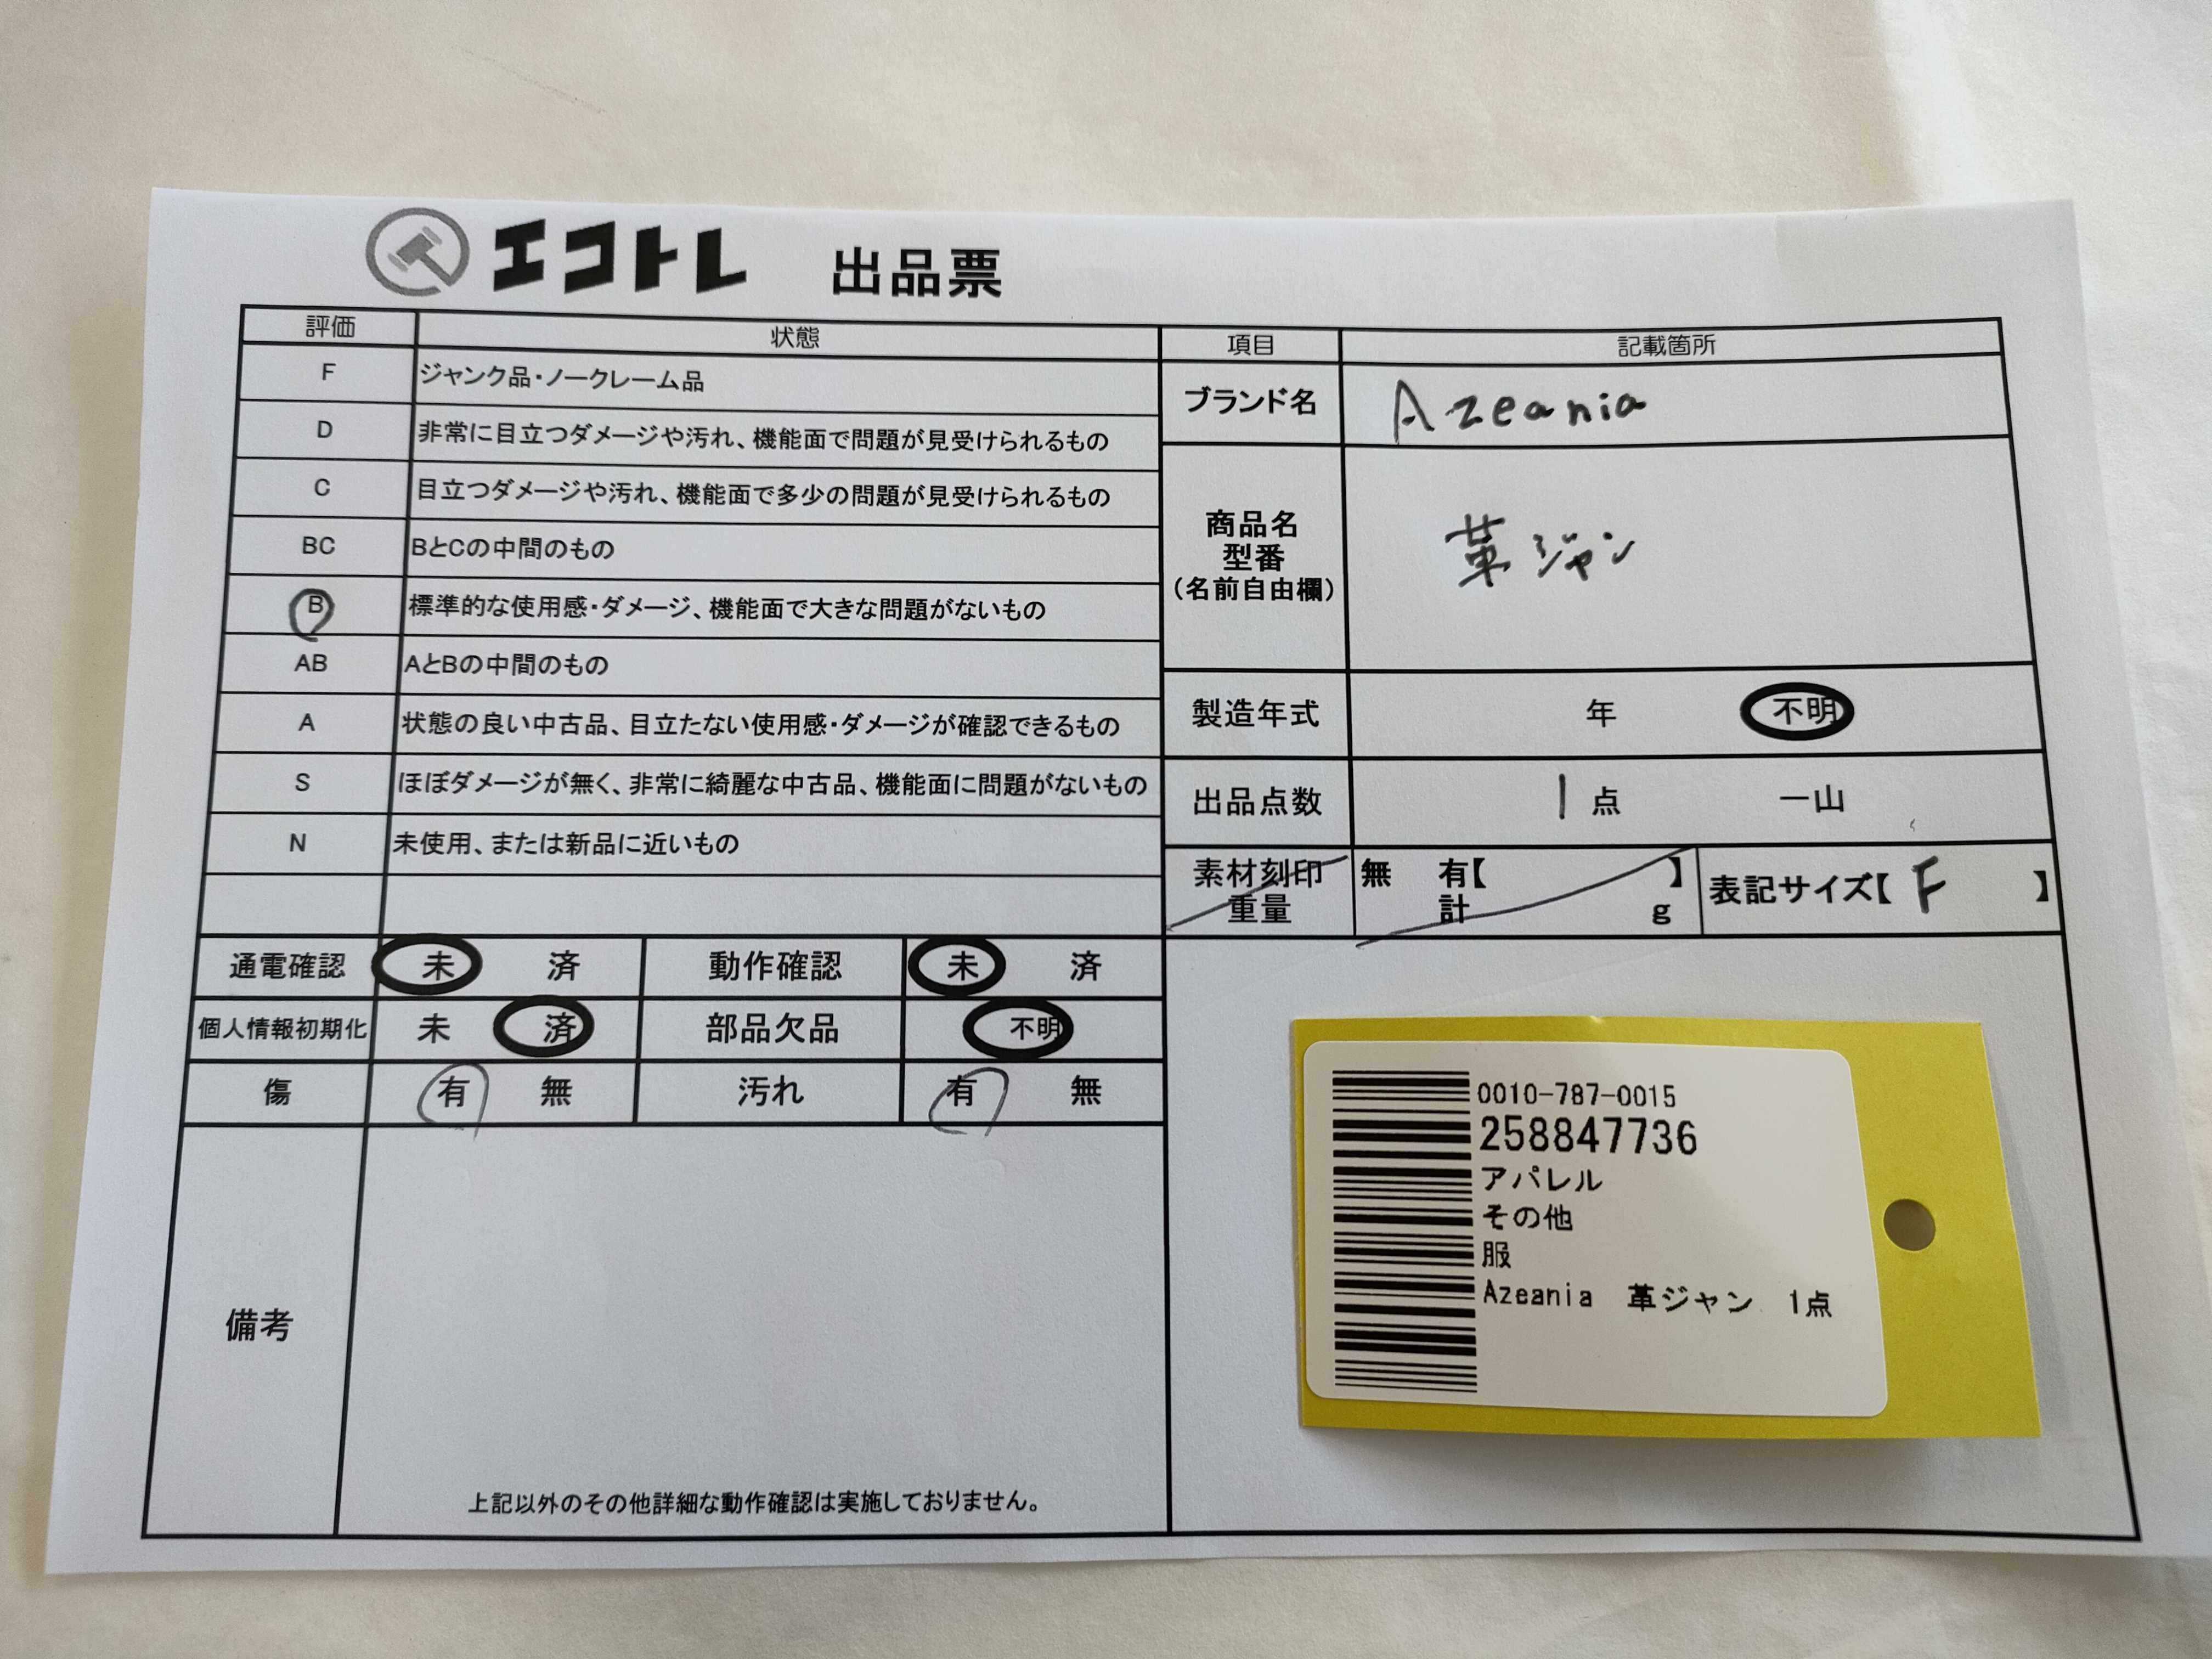 エコトレ 出品票
評価 状態
F ジャンク品・ノークレーム品
D 非常に目立つダメージや汚れ、機能面で問題が見受けられるもの
C 目立つダメージや汚れ、機能面で多少の問題が見受けられるもの
BC BとCの中間のもの
B 標準的な使用感・ダメージ、機能面で大きな問題がないもの
AB AとBの中間のもの
A 状態の良い中古品、目立たない使用感・ダメージが確認できるもの
S ほぼダメージが無く、非常に綺麗な中古品、機能面に問題がないもの
N 未使用、または新品に近いもの
通電確認 未 済 動作確認 未 済
個人情報初期化 未 済 部品欠品 不明
傷 有 無 汚れ 有 無
備考
上記以外のその他詳細な動作確認は実施しておりません。
項目 記載箇所
ブランド名 Azeania
商品名
型番
(名前自由欄)
革ジャン
製造年式 年 不明
出品点数 1点 一山
素材刻印 無 有【 】
重量 計 g
表記サイズ【 F 】
0010-787-0015
258847736
アパレル
その他
服
Azeania 革ジャン 1点